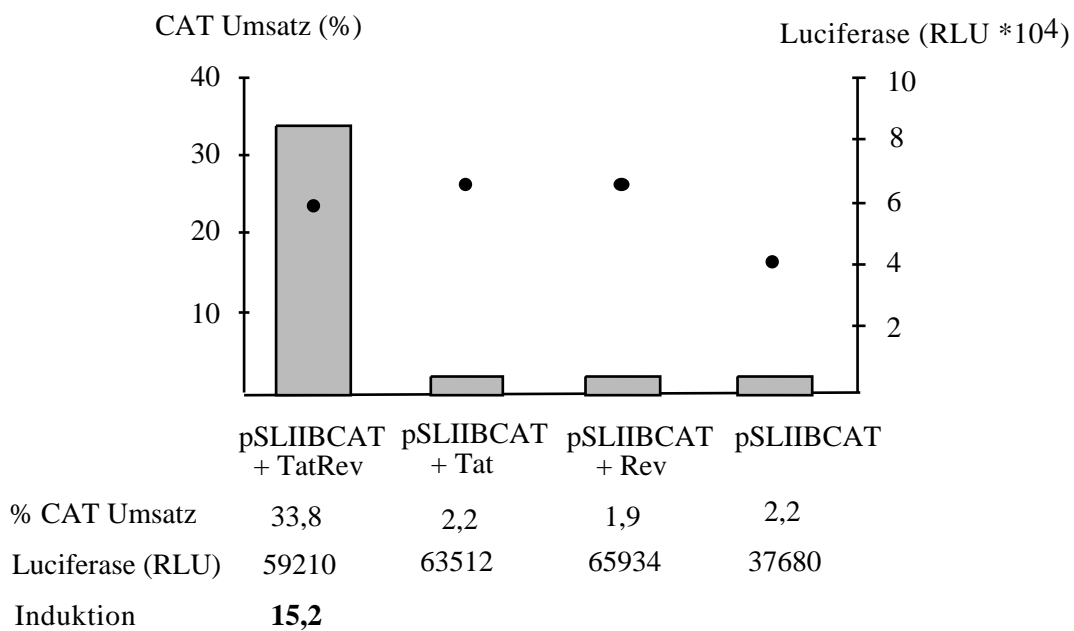 CAT Umsatz (%)
Luciferase (RLU *10⁴)
40
30
20
10
10
8
6
4
2
pSLIIBCAT
+ TatRev
pSLIIBCAT
+ Tat
pSLIIBCAT
+ Rev
pSLIIBCAT
% CAT Umsatz 33,8 2,2 1,9 2,2
Luciferase (RLU) 59210 63512 65934 37680
Induktion 15,2